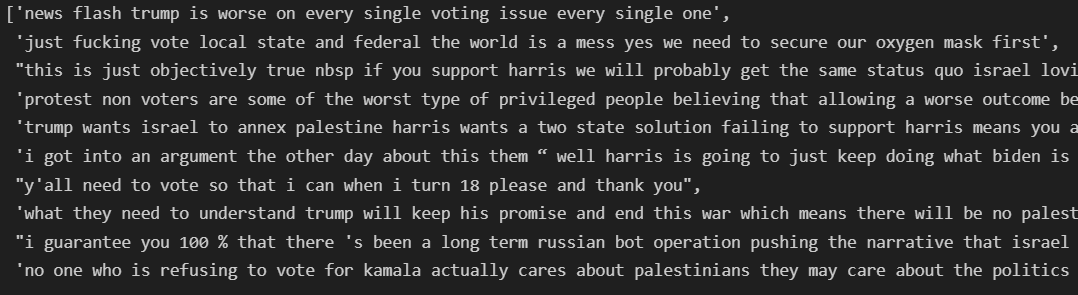 ['news flash trump is worse on every single voting issue every single one',
'just fucking vote local state and federal the world is a mess yes we need to secure our oxygen mask first',
"this is just objectively true nbsp if you support harris we will probably get the same status quo israel lovi
'protest non voters are some of the worst type of privileged people believing that allowing a worse outcome be
'trump wants israel to annex palestine harris wants a two state solution failing to support harris means you a
'i got into an argument the other day about this them “ well harris is going to just keep doing what biden is
"y'all need to vote so that i can when i turn 18 please and thank you",
'what they need to understand trump will keep his promise and end this war which means there will be no palest
"i guarantee you 100 % that there 's been a long term russian bot operation pushing the narrative that israel
'no one who is refusing to vote for kamala actually cares about palestinians they may care about the politics